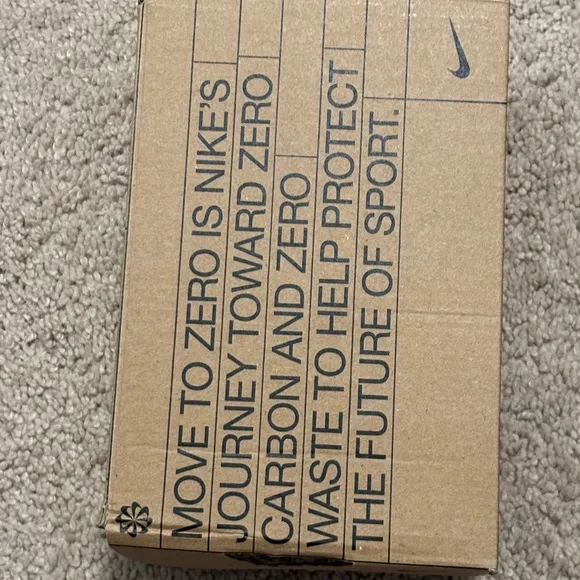 MOVE TO ZERO IS NIKE'S
JOURNEY TOWARD ZERO
CARBON AND ZERO
WASTE TO HELP PROTECT
THE FUTURE OF SPORT.